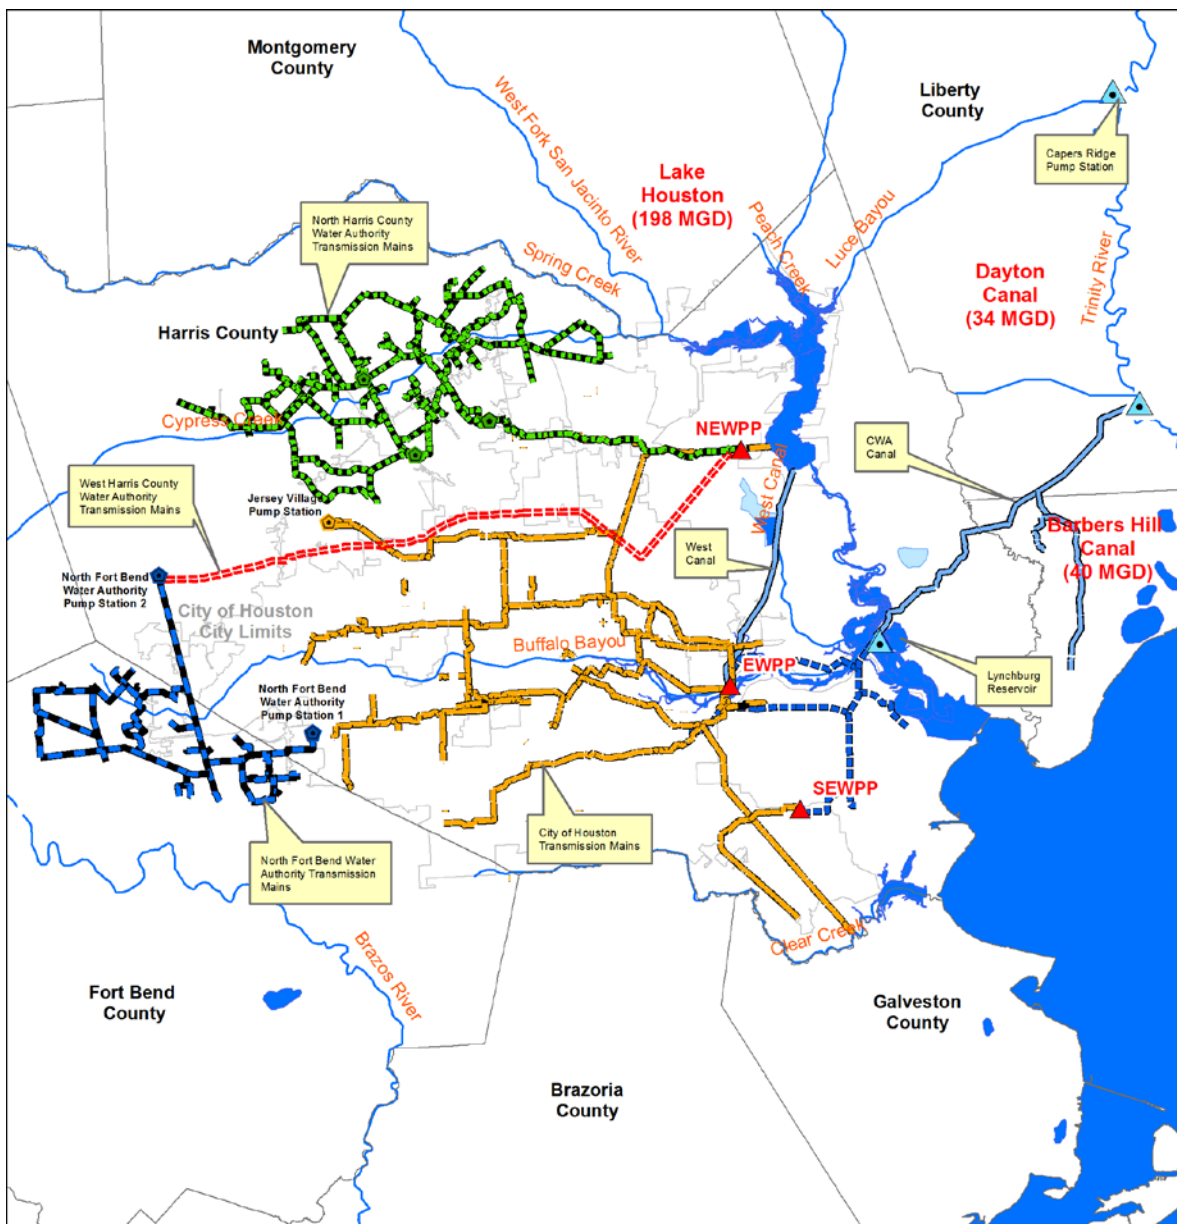 Montgomery
County
Liberty
County
Capers Ridge
Pump Station
West Fork San Jacinto River
Lake
Houston
(198 MGD)
Peach Creek
Luce Bayou
North Harris County
Water Authority
Transmission Mains
Spring Creek
Dayton
Canal
(34 MGD)
Trinity River
Harris County
Cypress Creek
NEWPP
CWA
Canal
West Harris County
Water Authority
Transmission Mains
Jersey Village
Pump Station
West Canal
West
Canal
Barbers Hill
Canal
(40 MGD)
North Fort Bend
Water Authority
Pump Station 2
City of Houston
City Limits
Buffalo Bayou
EWPP
Lynchburg
Reservoir
North Fort Bend
Water Authority
Pump Station 1
SEWPP
City of Houston
Transmission Mains
North Fort Bend Water
Authority Transmission
Mains
Clear Creek
Brazos River
Fort Bend
County
Galveston
County
Brazoria
County